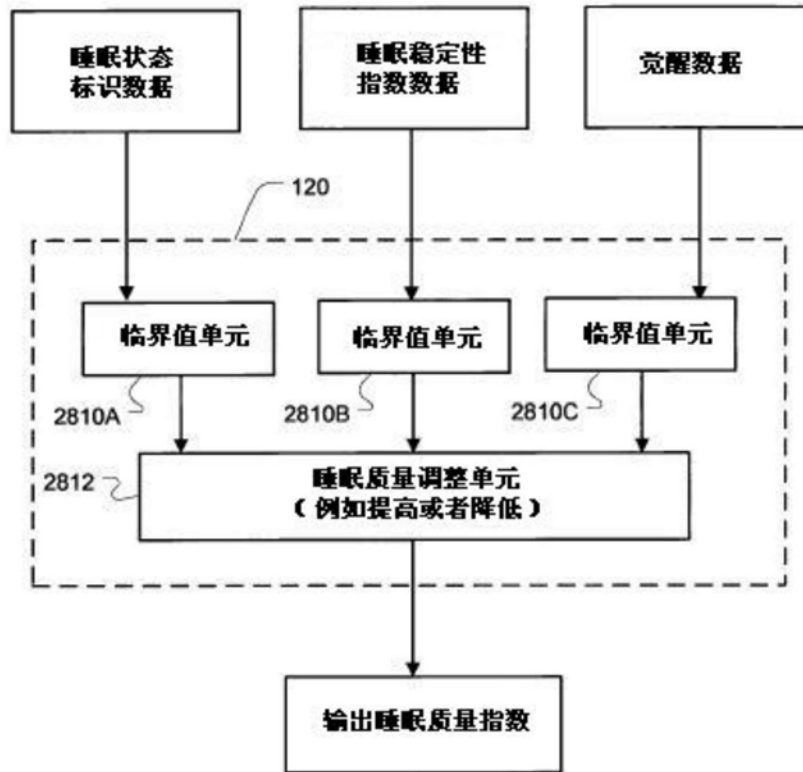 睡眠状态
标识数据
睡眠稳定性
指数数据
觉醒数据
120
临界值单元
临界值单元
临界值单元
2810A
2810B
2810C
2812
睡眠质量调整单元
（例如提高或者降低）
输出睡眠质量指数